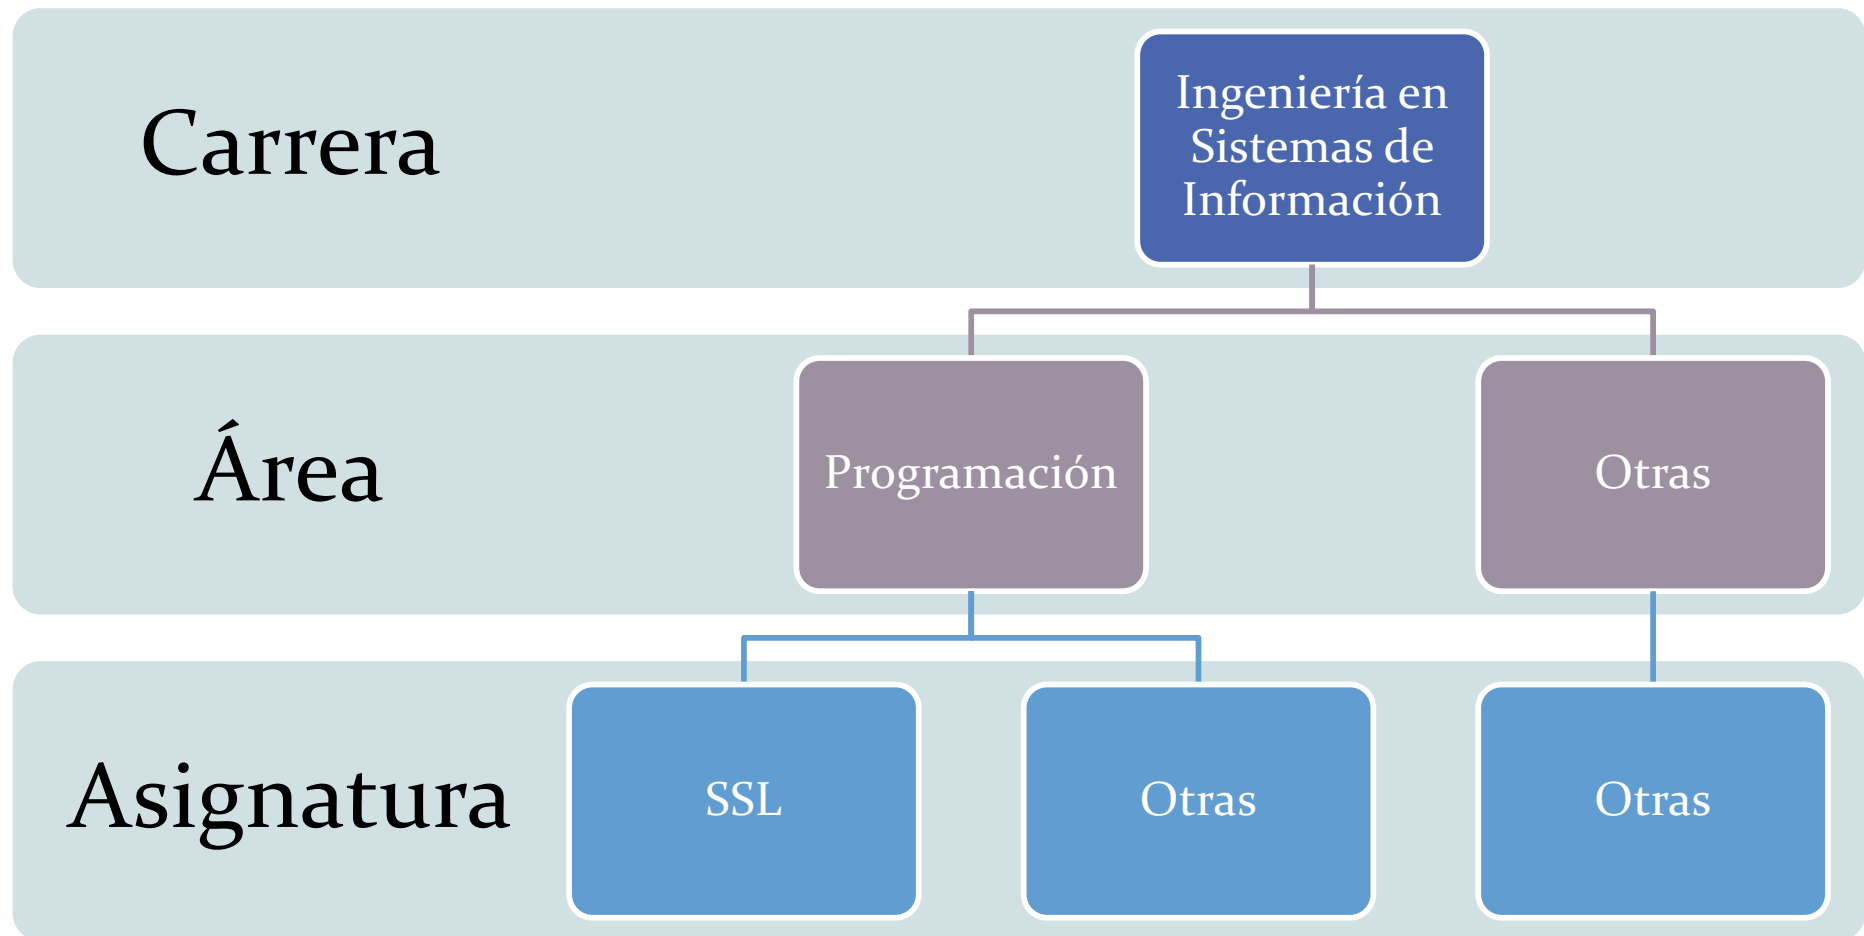 Carrera
Ingeniería en
Sistemas de
Información
Área
Programación
Otras
Asignatura
SSL
Otras
Otras